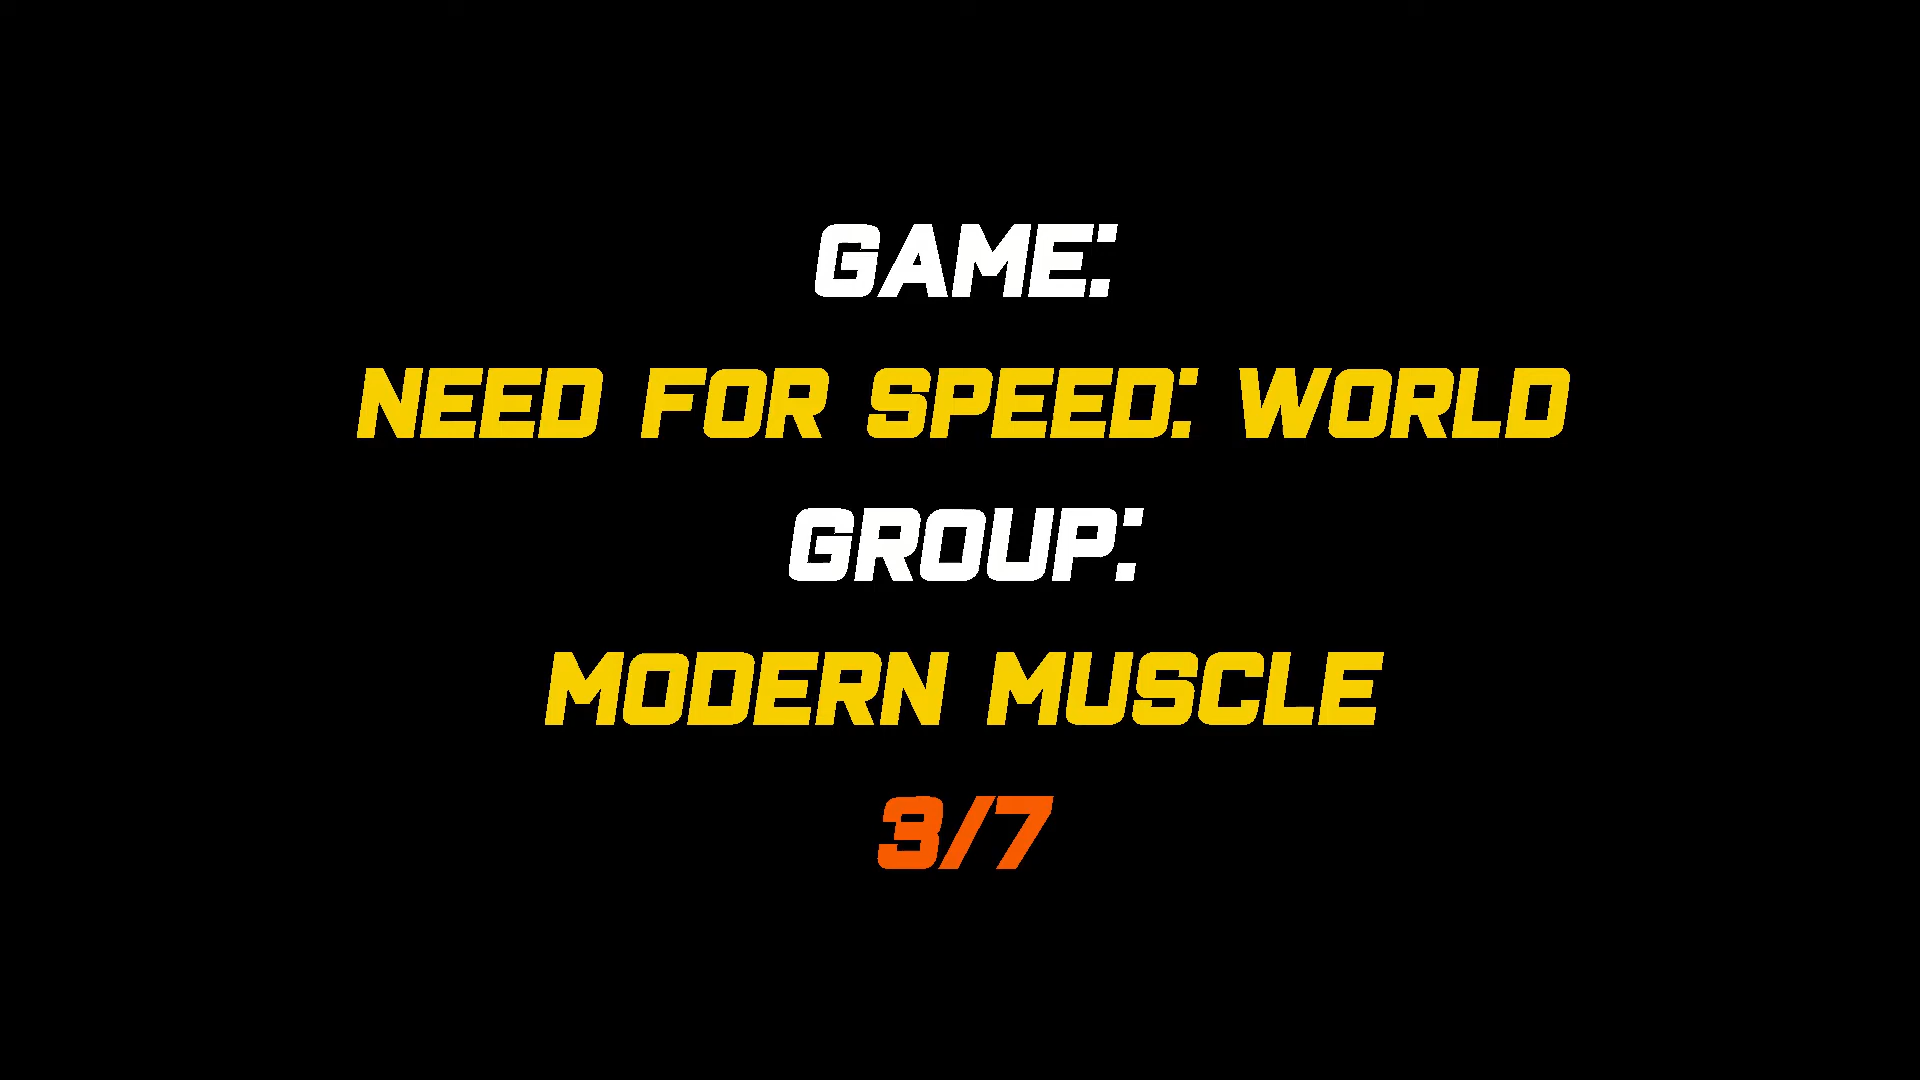 GAME:
NEED FOR SPEED: WORLD
GROUP:
MODERN MUSCLE
3/7